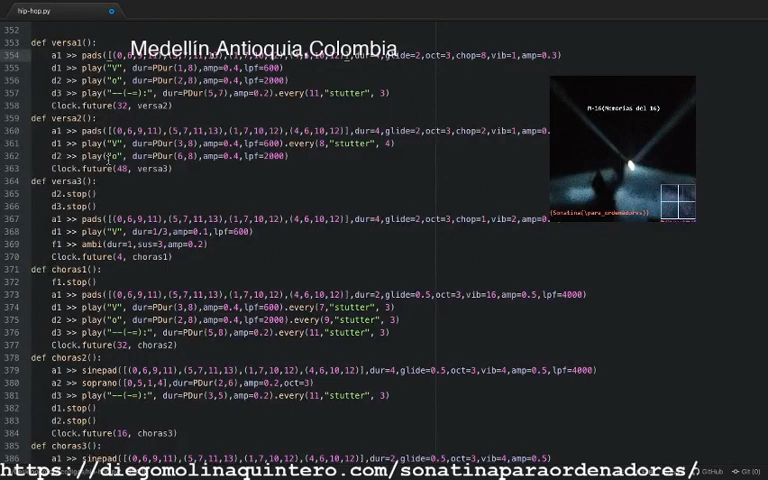 hip-hop.py
Medellín,Antioquia,Colombia
352
353 def versa1():
354 a1 >> pads([(0,6,9,11),(5,7,11,13),(1,7,10,12),(4,6,10,12)],dur=4,glide=2,oct=3,chop=8,vib=1,amp=0.3)
355 d1 >> play("V", dur=PDur(1,8),amp=0.4,lpf=600)
356 d2 >> play("o", dur=PDur(2,8),amp=0.4,lpf=2000)
357 d3 >> play("--(-=):", dur=PDur(5,7),amp=0.2).every(11,"stutter", 3)
358 Clock.future(32, versa2)
359 def versa2():
360 a1 >> pads([(0,6,9,11),(5,7,11,13),(1,7,10,12),(4,6,10,12)],dur=4,glide=2,oct=3,chop=2,vib=1,
361 d1 >> play("V", dur=PDur(3,8),amp=0.4,lpf=600).every(8,"stutter", 4)
362 d2 >> play("o", dur=PDur(6,8),amp=0.4,lpf=2000)
363 Clock.future(48, versa3)
364 def versa3():
365 d2.stop()
366 d3.stop()
367 a1 >> pads([(0,6,9,11),(5,7,11,13),(1,7,10,12),(4,6,10,12)],dur=4,glide=2,oct=3,chop=1,vib=2,
368 d1 >> play("V", dur=1/3,amp=0.1,lpf=600)
369 f1 >> ambi(dur=1,sus=3,amp=0.2)
370 Clock.future(4, choras1)
371 def choras1():
372 f1.stop()
373 a1 >> pads([(0,6,9,11),(5,7,11,13),(1,7,10,12),(4,6,10,12)],dur=2,glide=0.5,oct=3,vib=16,amp=0.5,lpf=4000)
374 d1 >> play("V", dur=PDur(3,8),amp=0.4,lpf=600).every(7,"stutter", 3)
375 d2 >> play("o", dur=PDur(2,8),amp=0.4,lpf=2000).every(9,"stutter", 3)
376 d3 >> play("--(-=):", dur=PDur(5,8),amp=0.2).every(11,"stutter", 3)
377 Clock.future(32, choras2)
378 def choras2():
379 a1 >> sinepad([(0,6,9,11),(5,7,11,13),(1,7,10,12),(4,6,10,12)],dur=4,glide=0.5,oct=3,vib=4,amp=0.5,lpf=4000)
380 a2 >> soprano([0,5,1,4],dur=PDur(2,6),amp=0.2,oct=3)
381 d3 >> play("--(-=):", dur=PDur(3,5),amp=0.2).every(11,"stutter", 3)
382 d1.stop()
383 d2.stop()
384 Clock.future(16, choras3)
385 def choras3():
386 a1 >> sinepad([(0,6,9,11),(5,7,11,13),(1,7,10,12),(4,6,10,12)],dur=2,glide=0.5,oct=3,vib=4,amp=0.5)
M-16(Memorias del 16)
(Sonatina(\para_ordenadores))
https://diegomolinaquintero.com/sonatinaparaordenadores/
GitHub
Git (0)